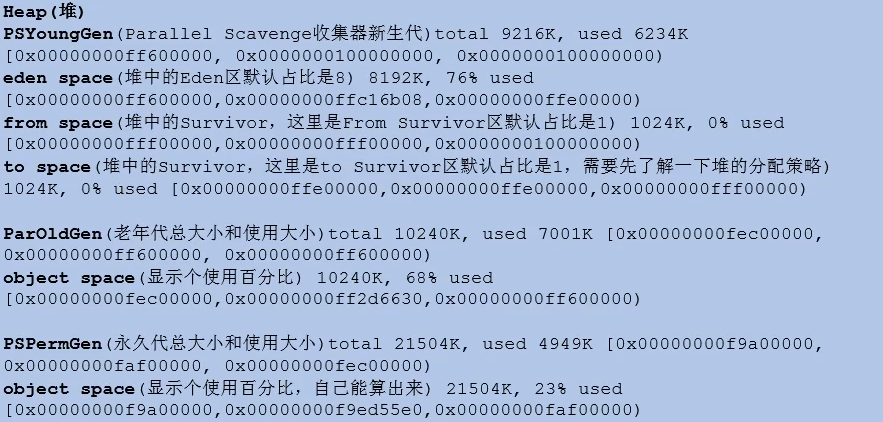 Heap(堆)
PSYoungGen(Parallel Scavenge收集器新生代)total 9216K, used 6234K
[0x00000000ff600000, 0x0000000100000000, 0x0000000100000000)
eden space(堆中的Eden区默认占比是8) 8192K, 76% used
[0x00000000ff600000,0x00000000ffc16b08,0x00000000ffe00000)
from space(堆中的Survivor，这里是From Survivor区默认占比是1) 1024K, 0% used
[0x00000000fff00000,0x00000000fff00000,0x0000000100000000)
to space(堆中的Survivor，这里是to Survivor区默认占比是1，需要先了解一下堆的分配策略)
1024K, 0% used [0x00000000ffe00000,0x00000000ffe00000,0x00000000fff00000)
ParOldGen(老年代总大小和使用大小)total 10240K, used 7001K [0x00000000fec00000,
0x00000000ff600000, 0x00000000ff600000)
object space(显示个使用百分比) 10240K, 68% used
[0x00000000fec00000,0x00000000ff2d6630,0x00000000ff600000)
PSPermGen(永久代总大小和使用大小)total 21504K, used 4949K [0x00000000f9a00000,
0x00000000faf00000, 0x00000000fec00000)
object space(显示个使用百分比，自己能算出来) 21504K, 23% used
[0x00000000f9a00000,0x00000000f9ed55e0,0x00000000faf00000)